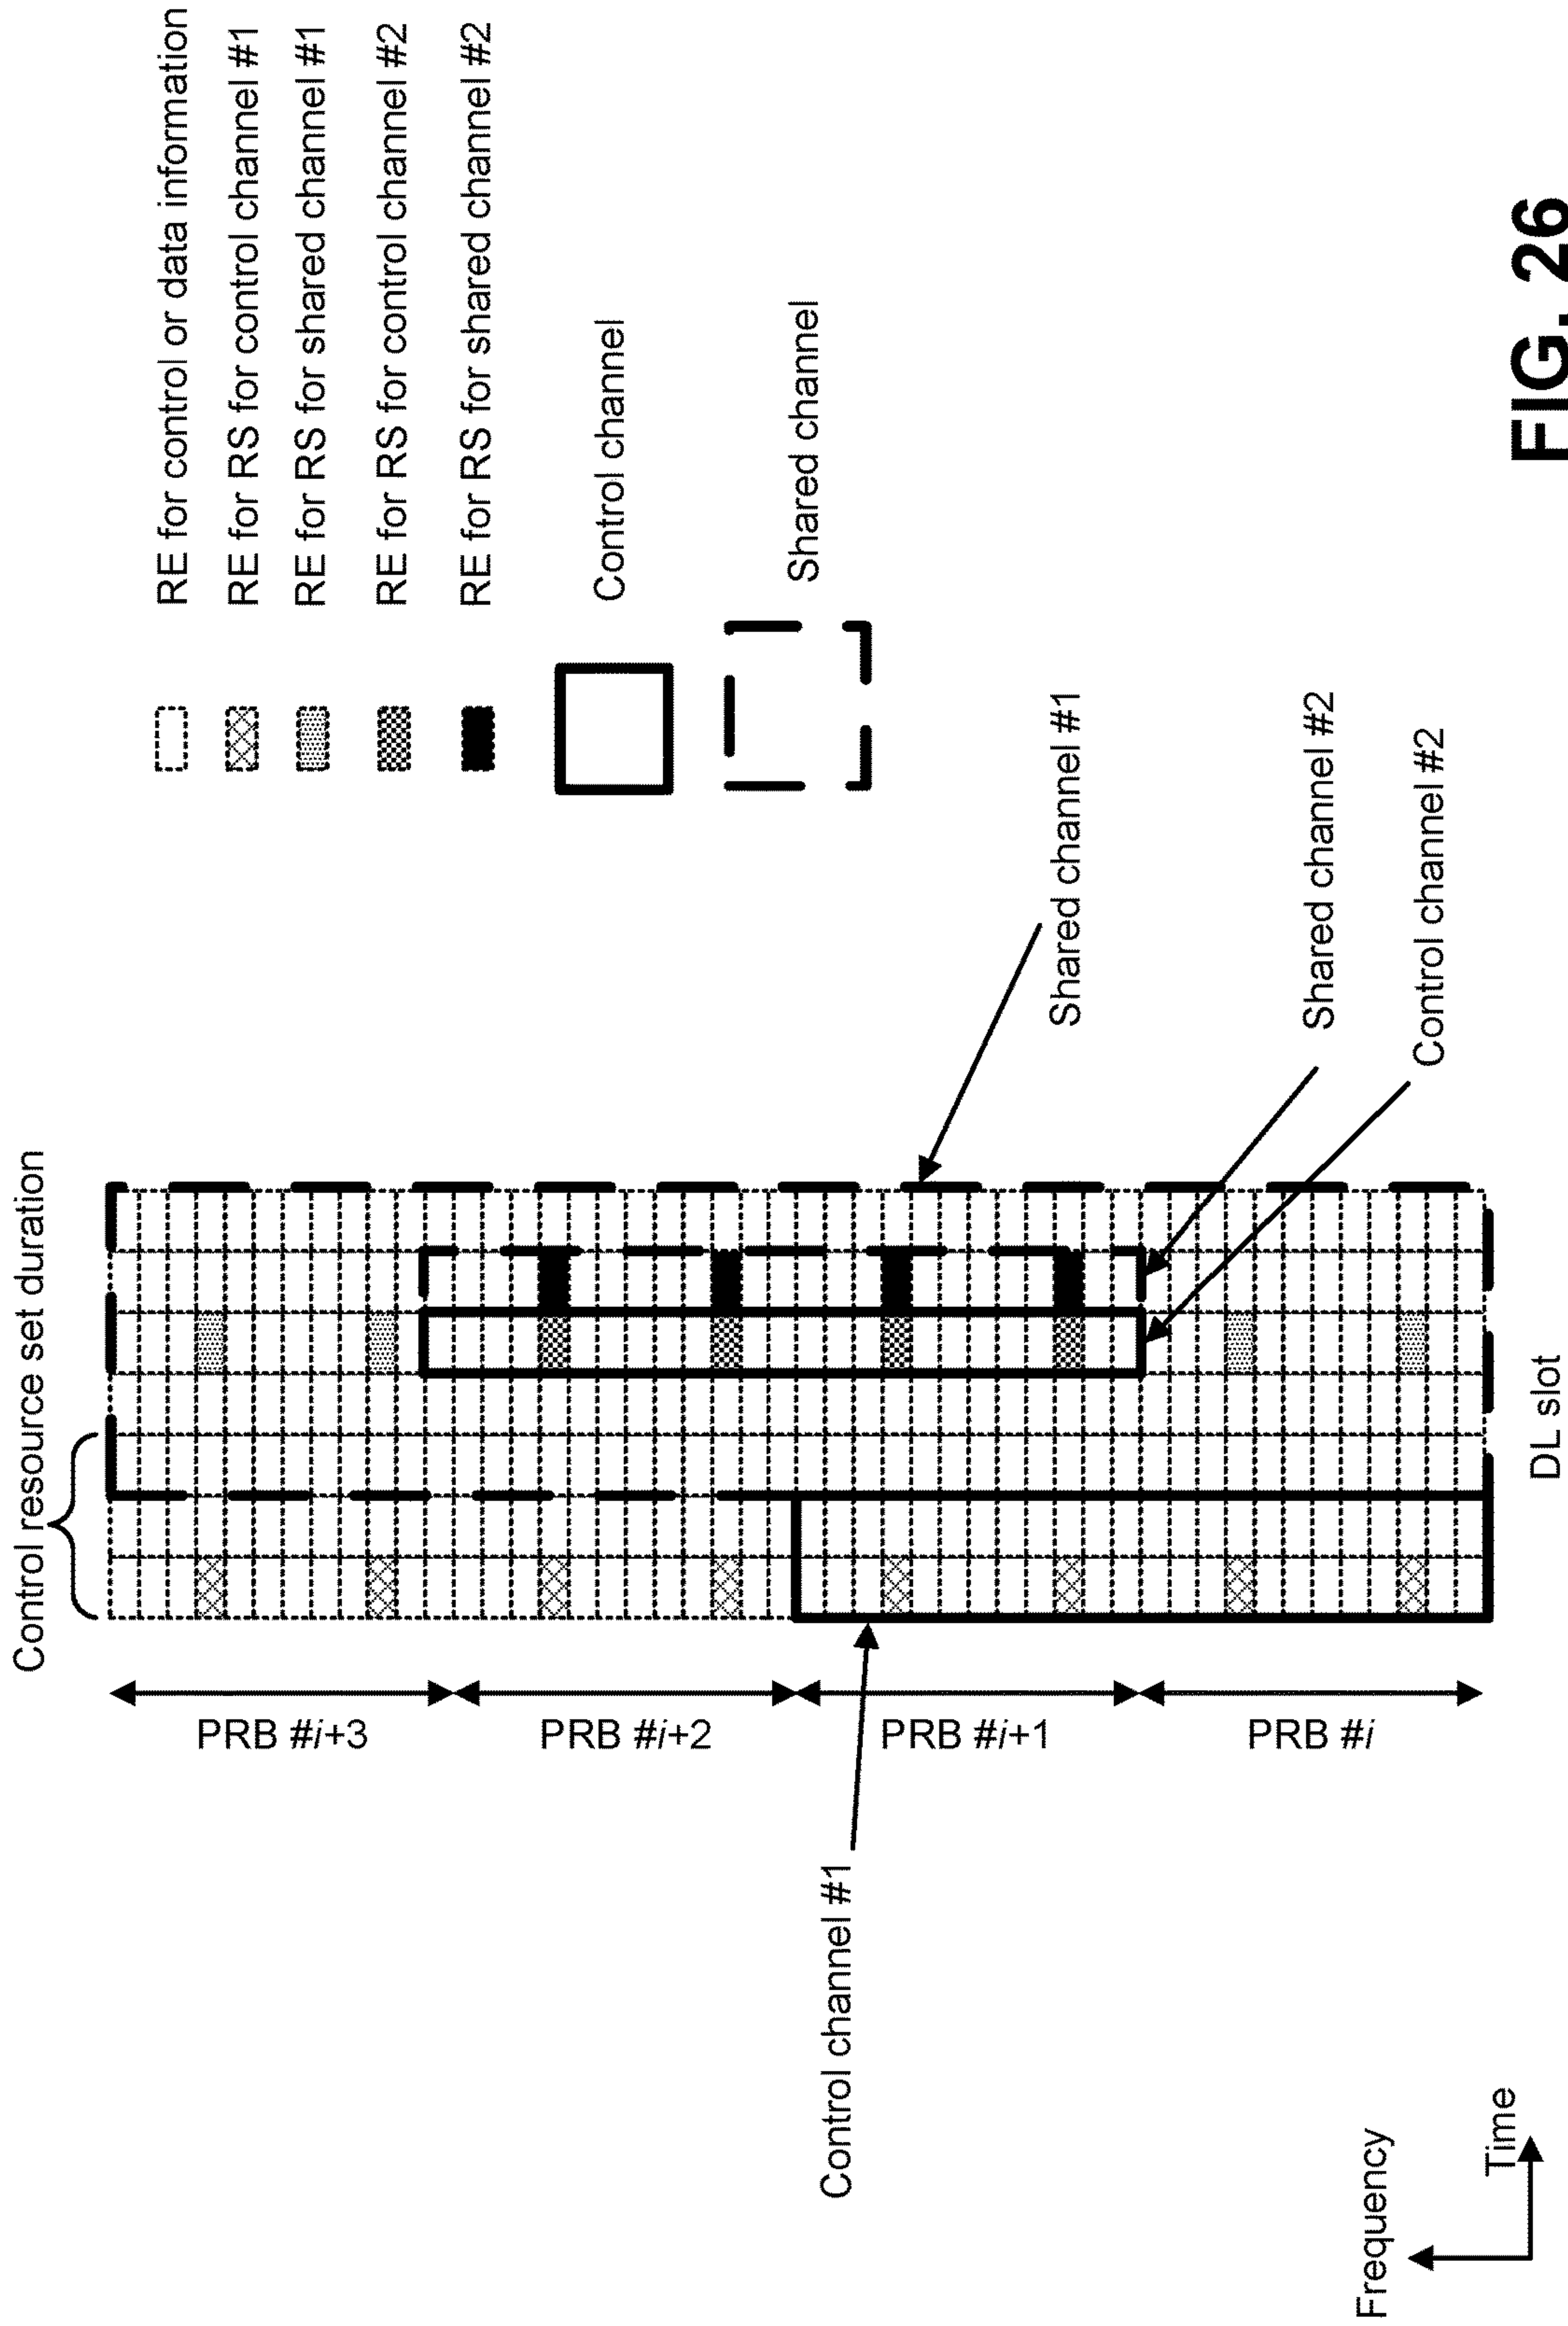 Control resource set duration
RE for control or data information
RE for RS for control channel #1
RE for RS for shared channel #1
RE for RS for control channel #2
RE for RS for shared channel #2
Control channel
Shared channel
PRB #i+3
PRB #i+2
PRB #i+1
PRB #i
Control channel #1
Shared channel #1
Shared channel #2
Control channel #2
Frequency
Time
DL slot
FIG. 26